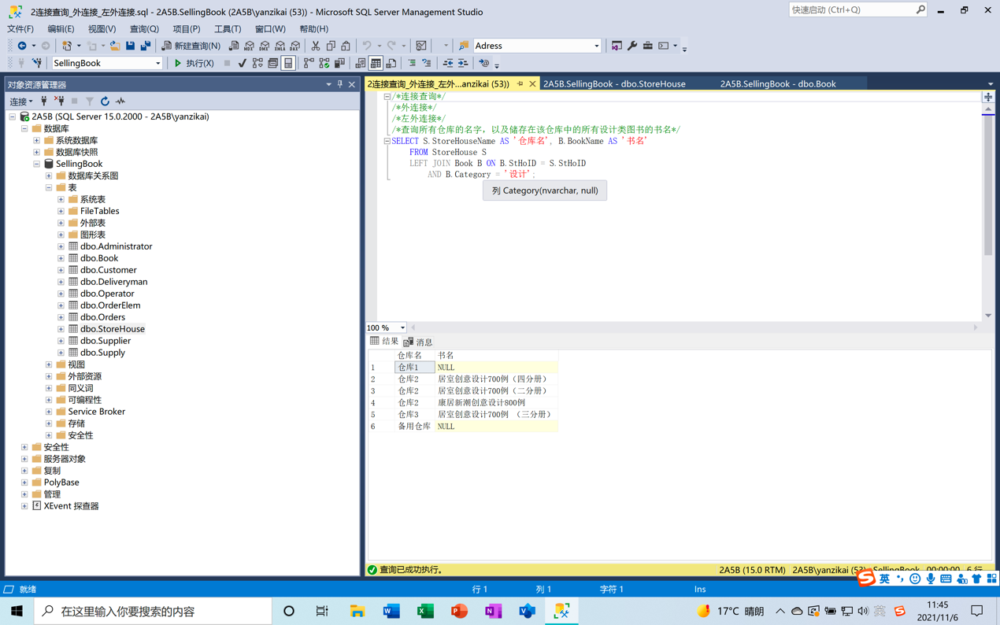 2连接查询_外连接_左外连接.sql - 2A5B.SellingBook (2A5B\yanzikai (53)) - Microsoft SQL Server Management Studio
快速启动 (Ctrl+Q)
文件(F) 编辑(E) 视图(V) 查询(Q) 项目(P) 工具(T) 窗口(W) 帮助(H)
新建查询(N) MDX DMX XMLA DAX Adress
SellingBook 执行(X)
对象资源管理器
连接
2A5B (SQL Server 15.0.2000 - 2A5B\yanzikai)
数据库
系统数据库
数据库快照
SellingBook
数据库关系图
表
系统表
FileTables
外部表
图形表
dbo.Administrator
dbo.Book
dbo.Customer
dbo.Deliveryman
dbo.Operator
dbo.OrderElem
dbo.Orders
dbo.StoreHouse
dbo.Supplier
dbo.Supply
视图
外部资源
同义词
可编程性
Service Broker
存储
安全性
安全性
服务器对象
复制
PolyBase
管理
XEvent 探查器
2连接查询_外连接_左外...anzikai (53)) 2A5B.SellingBook - dbo.StoreHouse 2A5B.SellingBook - dbo.Book
/*连接查询*/
/*外连接*/
/*左外连接*/
/*查询所有仓库的名字，以及储存在该仓库中的所有设计类图书的书名*/
SELECT S.StoreHouseName AS '仓库名', B.BookName AS '书名'
FROM StoreHouse S
LEFT JOIN Book B ON B.StHoID = S.StHoID
AND B.Category = '设计';
列 Category(nvarchar, null)
100 %
结果 消息
仓库名 书名
1 仓库1 NULL
2 仓库2 居室创意设计700例（四分册）
3 仓库2 居室创意设计700例（二分册）
4 仓库2 康居新潮创意设计800例
5 仓库3 居室创意设计700例 （三分册）
6 备用仓库 NULL
查询已成功执行。 2A5B (15.0 RTM) 2A5B\yanzikai (53) SellingBook 00:00:00 6 行
英
就绪 行 1 列 1 字符 1 Ins
在这里输入你要搜索的内容
17°C 晴朗 英 11:45
2021/11/6